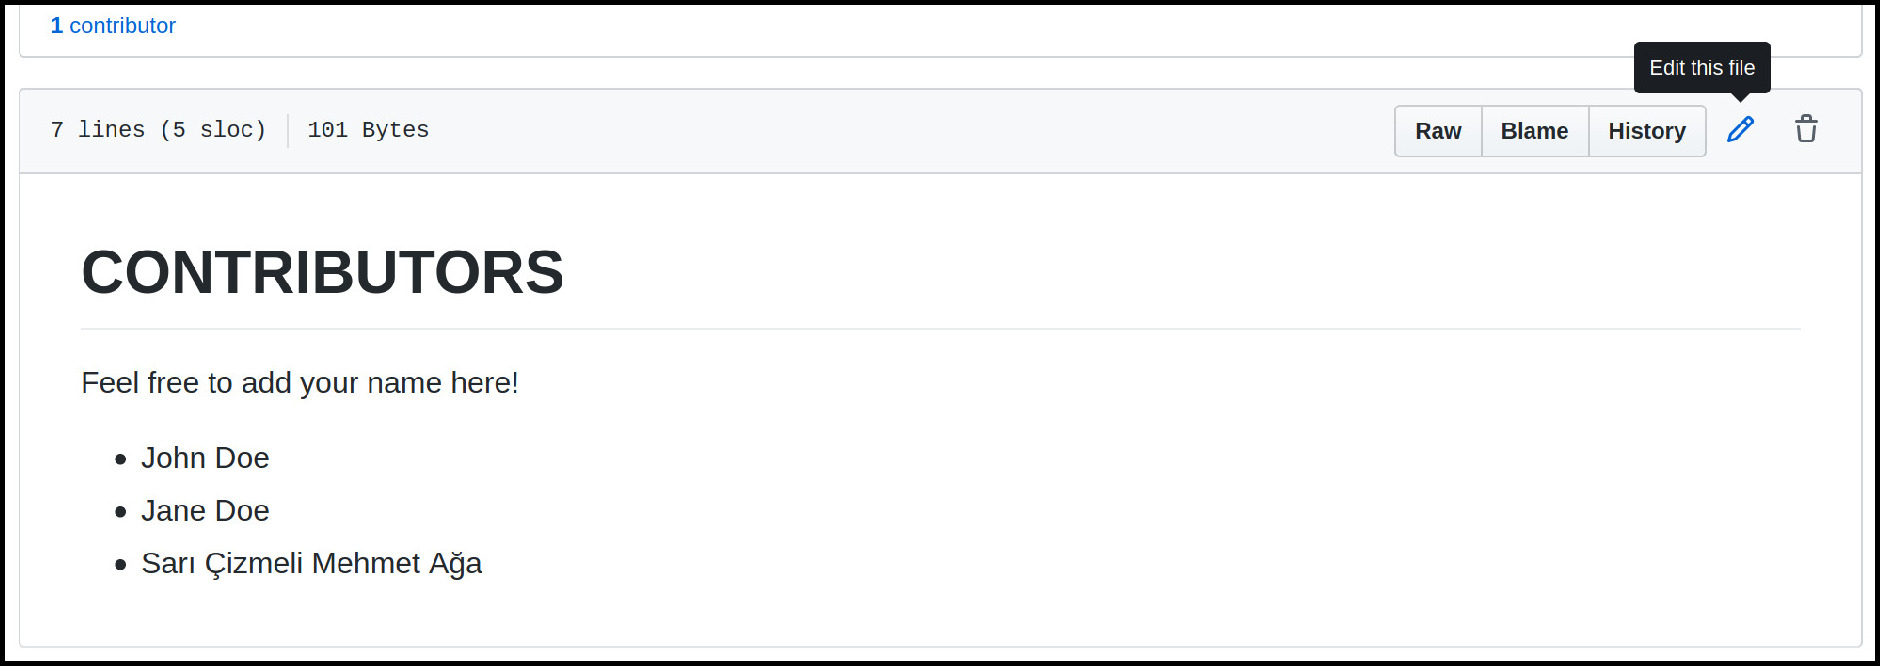 1 contributor
Edit this file
7 lines (5 sloc) 101 Bytes Raw Blame History
CONTRIBUTORS
Feel free to add your name here!
John Doe
Jane Doe
Sarı Çizmeli Mehmet Ağa